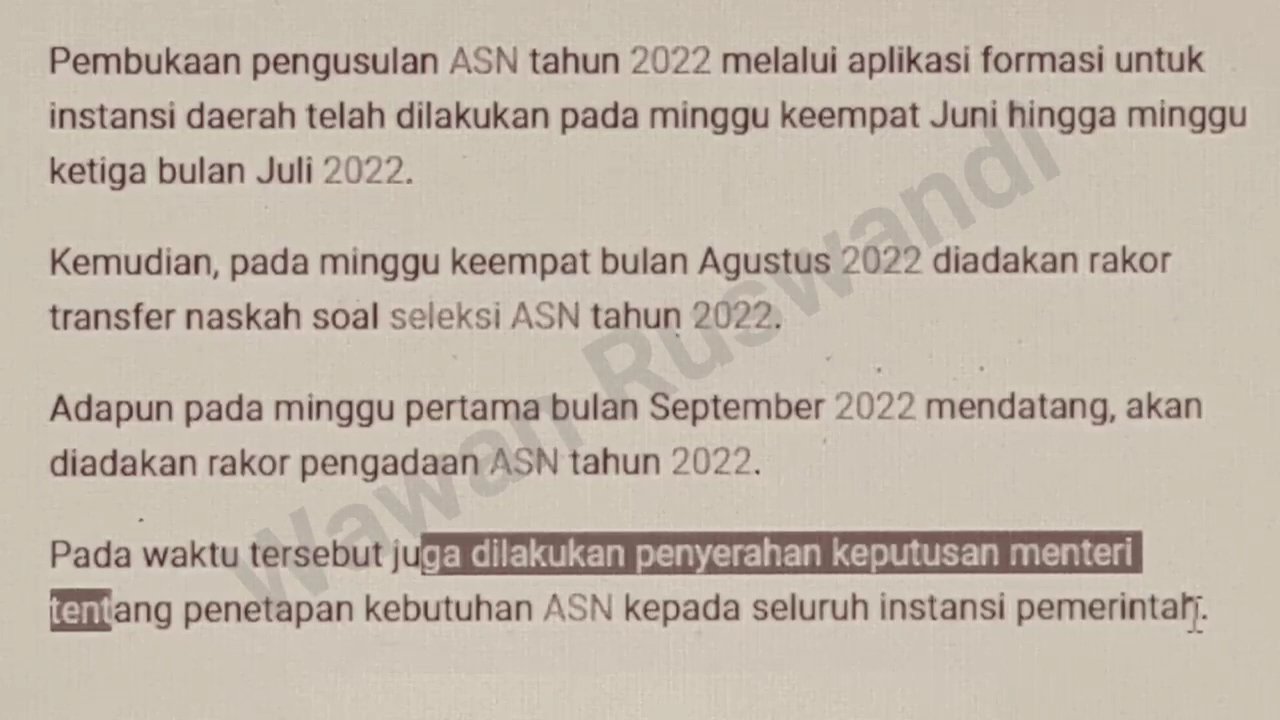 Pembukaan pengusulan ASN tahun 2022 melalui aplikasi formasi untuk
instansi daerah telah dilakukan pada minggu keempat Juni hingga minggu
ketiga bulan Juli 2022.
Kemudian, pada minggu keempat bulan Agustus 2022 diadakan rakor
transfer naskah soal seleksi ASN tahun 2022.
Adapun pada minggu pertama bulan September 2022 mendatang, akan
diadakan rakor pengadaan ASN tahun 2022.
Pada waktu tersebut juga dilakukan penyerahan keputusan menteri
tentang penetapan kebutuhan ASN kepada seluruh instansi pemerintah.
Wawan Ruswandi